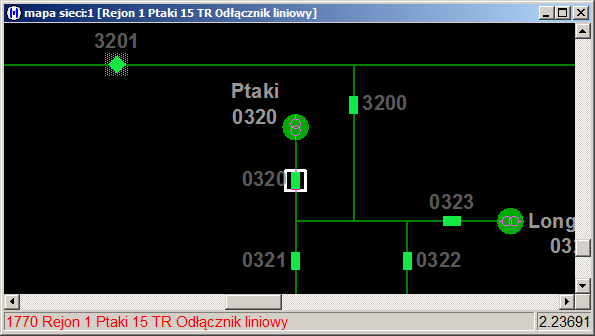 mapa sieci:1 [Rejon 1 Ptaki 15 TR Odłącznik liniowy]
3201
Ptaki
0320
3200
0320
0323
Long
03
0321
0322
1770 Rejon 1 Ptaki 15 TR Odłącznik liniowy
2.23691